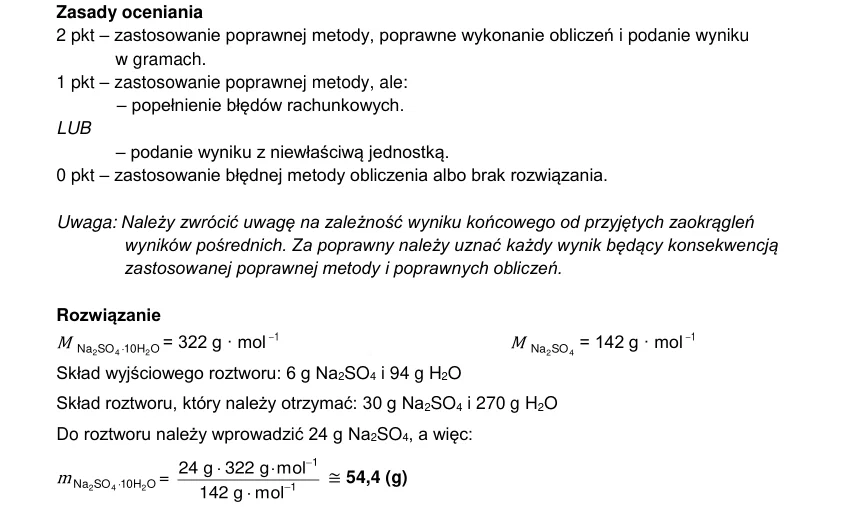 Zasady oceniania
2 pkt – zastosowanie poprawnej metody, poprawne wykonanie obliczeń i podanie wyniku
w gramach.
1 pkt – zastosowanie poprawnej metody, ale:
– popełnienie błędów rachunkowych.
LUB
– podanie wyniku z niewłaściwą jednostką.
0 pkt – zastosowanie błędnej metody obliczenia albo brak rozwiązania.
Uwaga: Należy zwrócić uwagę na zależność wyniku końcowego od przyjętych zaokrągleń
wyników pośrednich. Za poprawny należy uznać każdy wynik będący konsekwencją
zastosowanej poprawnej metody i poprawnych obliczeń.
Rozwiązanie
M Na₂SO₄·10H₂O = 322 g · mol⁻¹ M Na₂SO₄ = 142 g · mol⁻¹
Skład wyjściowego roztworu: 6 g Na₂SO₄ i 94 g H₂O
Skład roztworu, który należy otrzymać: 30 g Na₂SO₄ i 270 g H₂O
Do roztworu należy wprowadzić 24 g Na₂SO₄, a więc:
24 g · 322 g·mol⁻¹
m Na₂SO₄·10H₂O = ≅ 54,4 (g)
142 g · mol⁻¹